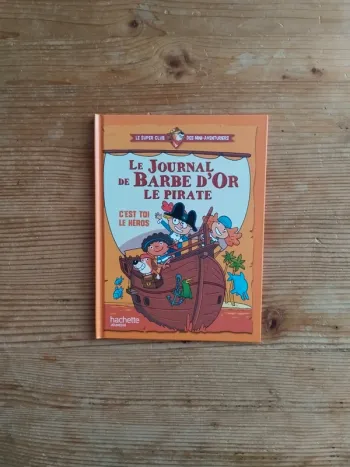 LE SUPER CLUB DES MINI-AVENTURIERS
LE JOURNAL
DE BARBE D'OR
LE PIRATE
C'EST TOI
LE HÉROS
hachette